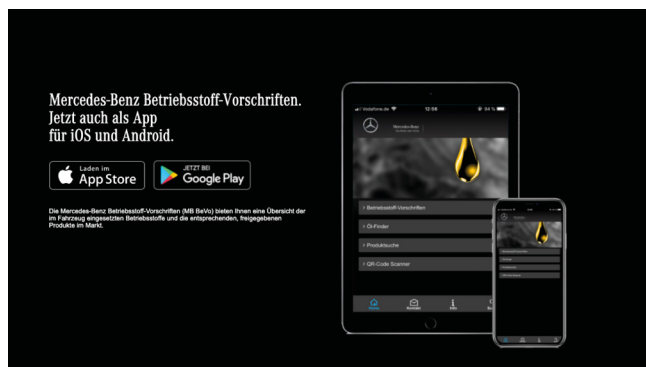 Mercedes-Benz Betriebsstoff-Vorschriften.
Jetzt auch als App
für iOS und Android.
Laden im
App Store
JETZT BEI
Google Play
Die Mercedes-Benz Betriebsstoff-Vorschriften (MB BeVo) bieten Ihnen eine Übersicht der
im Fahrzeug eingesetzten Betriebsstoffe und die entsprechenden, freigegebenen
Produkte im Markt.
Vodafone.de
12:58
84 %
Mercedes-Benz
> Betriebsstoff-Vorschriften
> Öl-Finder
> Produktsuche
> QR-Code Scanner
Home
Kontakt
Info